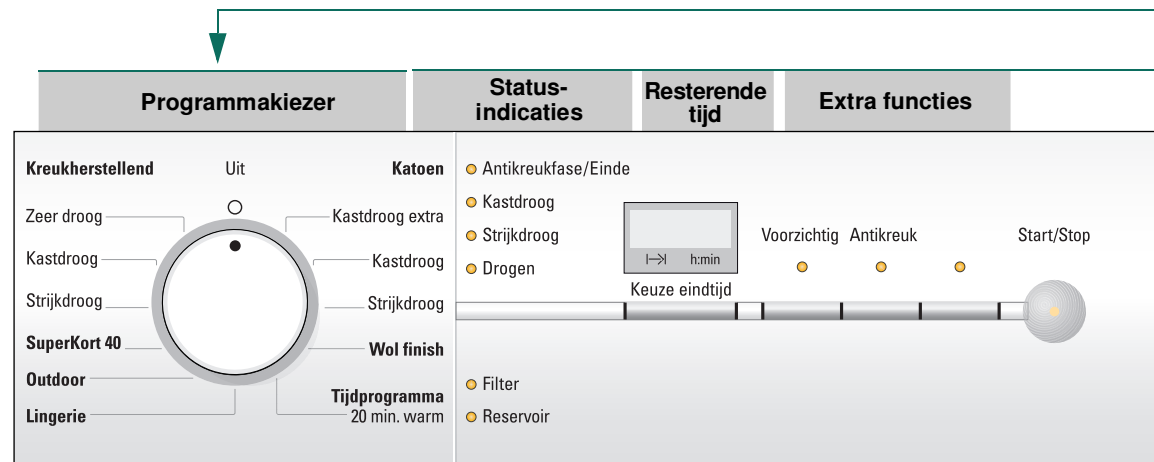 Programmakiezer
Status-
indicaties
Resterende
tijd
Extra functies
Kreukherstellend
Uit
Katoen
Zeer droog
Kastdroog
Strijkdroog
SuperKort 40
Outdoor
Lingerie
Kastdroog extra
Kastdroog
Strijkdroog
Wol finish
Tijdprogramma
20 min. warm
Antikreukfase/Einde
Kastdroog
Strijkdroog
Drogen
h:min
Keuze eindtijd
Voorzichtig
Antikreuk
Start/Stop
Filter
Reservoir